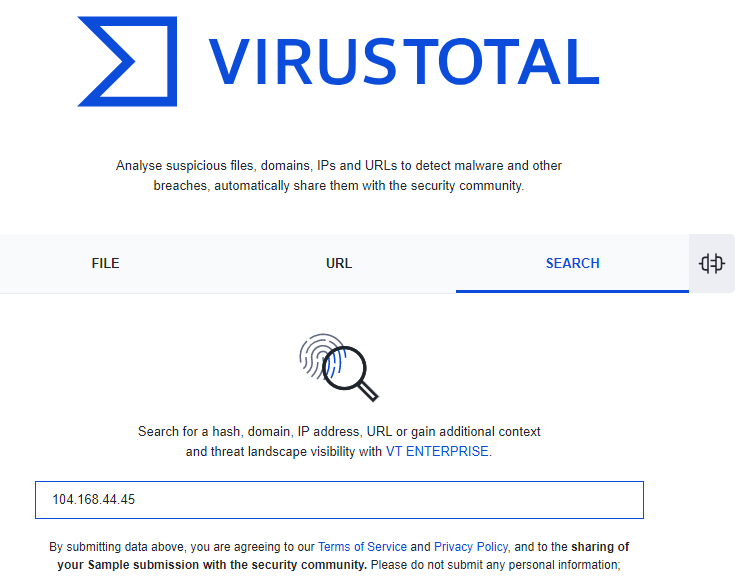 VIRUSTOTAL
Analyse suspicious files, domains, IPs and URLs to detect malware and other
breaches, automatically share them with the security community.
FILE
URL
SEARCH
Search for a hash, domain, IP address, URL or gain additional context
and threat landscape visibility with VT ENTERPRISE.
104.168.44.45
By submitting data above, you are agreeing to our Terms of Service and Privacy Policy, and to the sharing of
your Sample submission with the security community. Please do not submit any personal information;